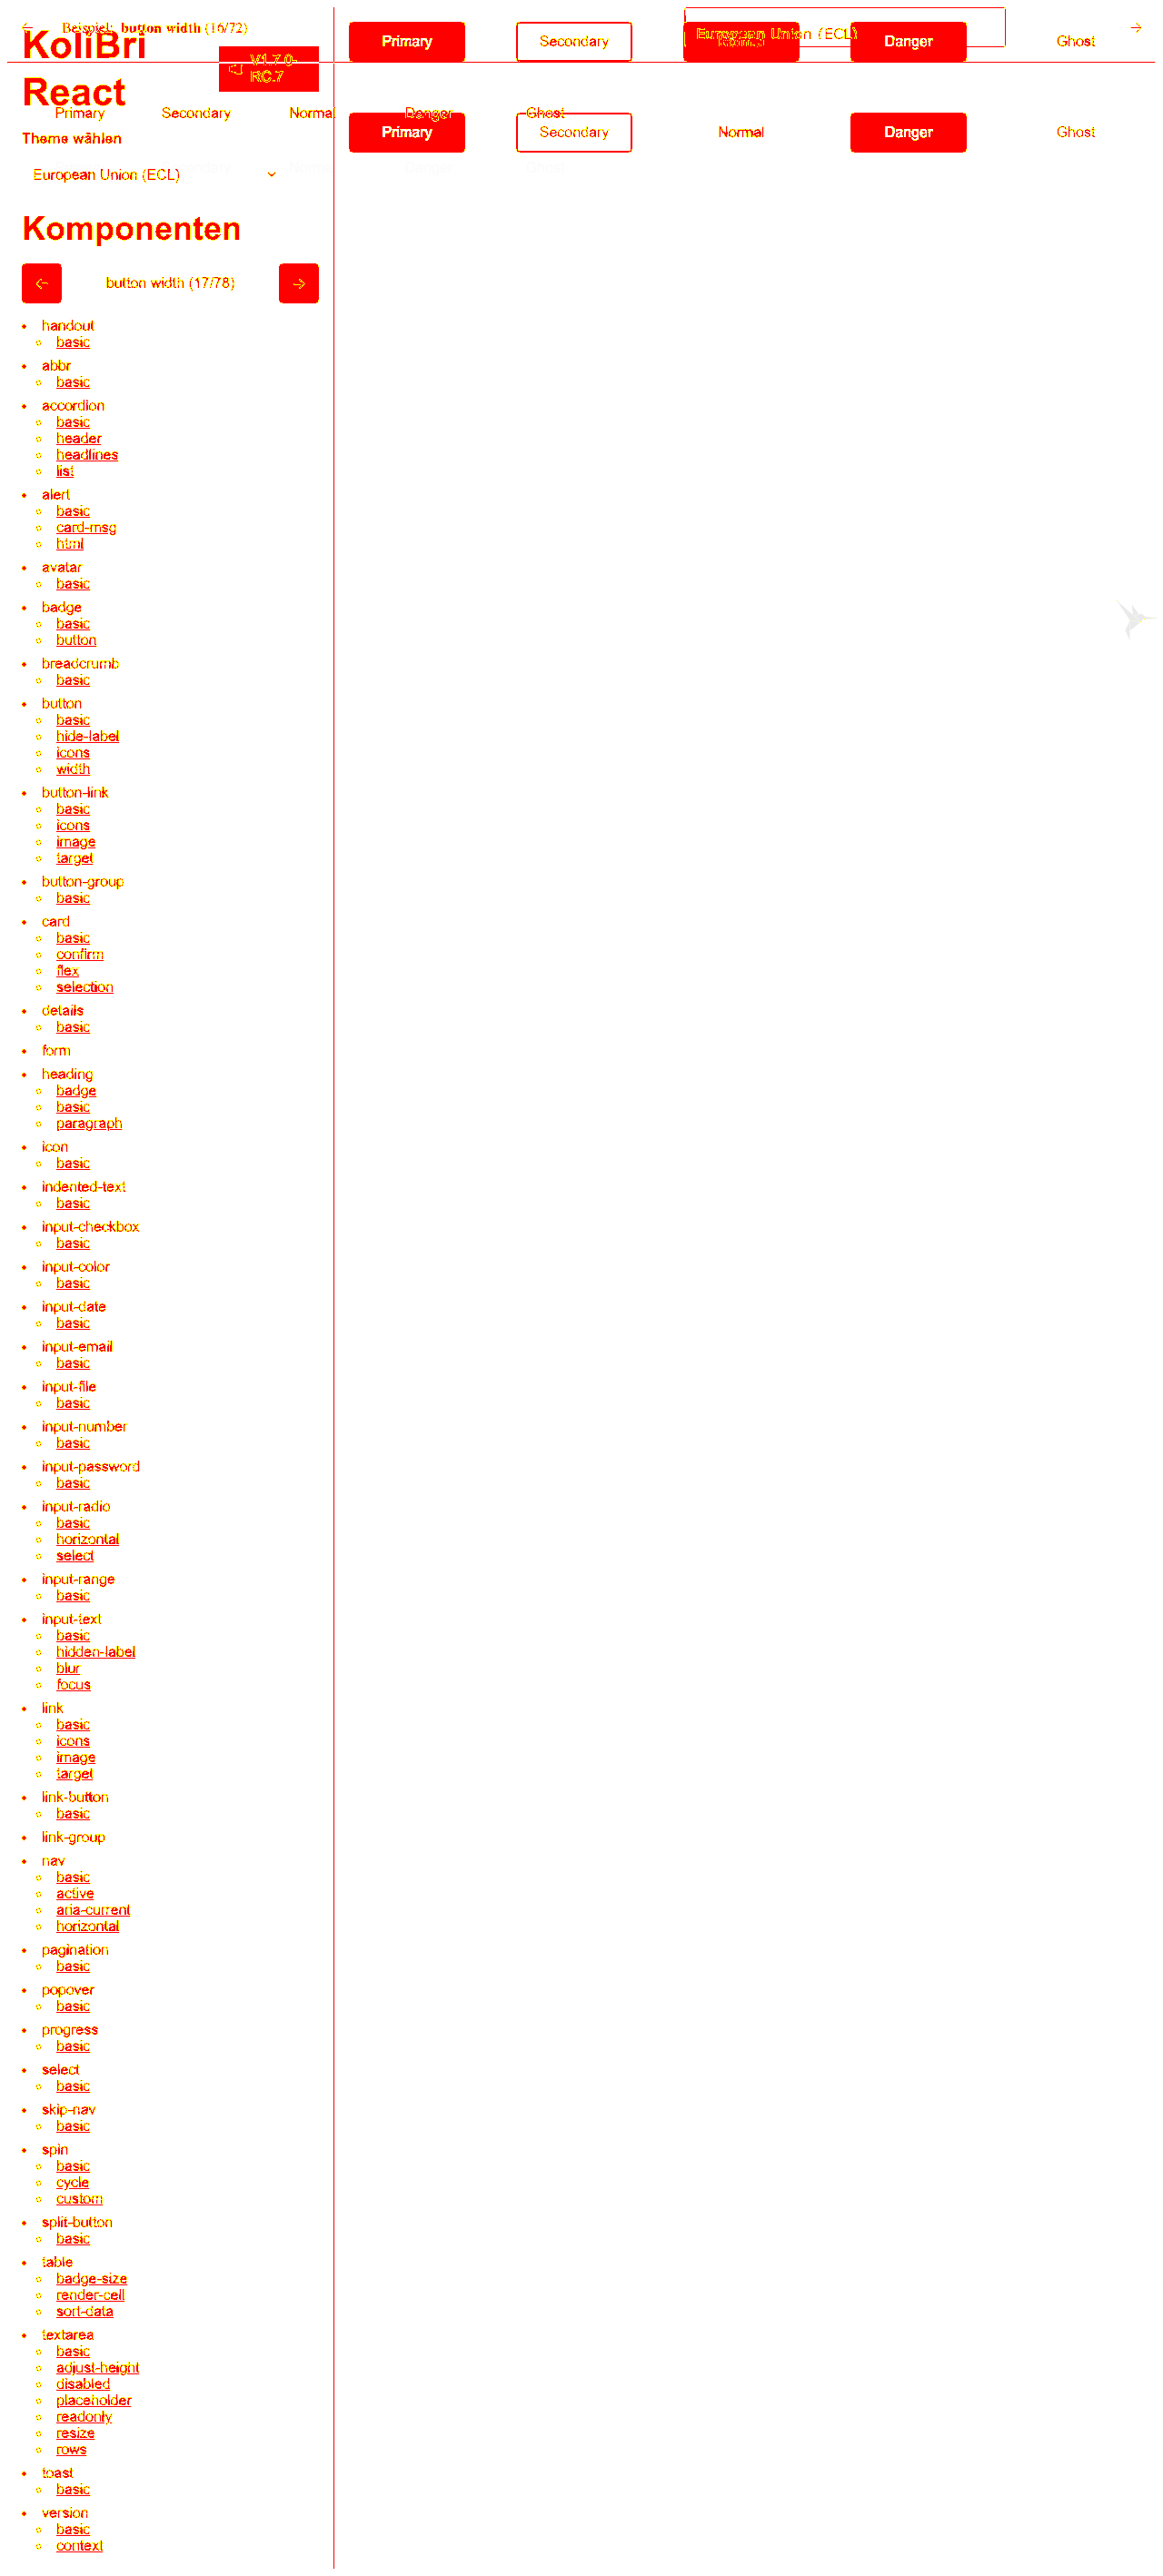 Beispiel: button width (16/72)
European Union (ECL)
KoliBri
React
V1.7.0-
RC.7
Primary Secondary Normal Danger Ghost
Theme wählen
European Union (ECL)
Primary Secondary Normal Danger Ghost
Primary Secondary Normal Danger Ghost
Komponenten
button width (17/78)
handout
basic
abbr
basic
accordion
basic
header
headlines
list
alert
basic
card-msg
html
avatar
basic
badge
basic
button
breadcrumb
basic
button
basic
hide-label
icons
width
button-link
basic
icons
image
target
button-group
basic
card
basic
confirm
flex
selection
details
basic
form
heading
badge
basic
paragraph
icon
basic
indented-text
basic
input-checkbox
basic
input-color
basic
input-date
basic
input-email
basic
input-file
basic
input-number
basic
input-password
basic
input-radio
basic
horizontal
select
input-range
basic
input-text
basic
hidden-label
blur
focus
link
basic
icons
image
target
link-button
basic
link-group
nav
basic
active
aria-current
horizontal
pagination
basic
popover
basic
progress
basic
select
basic
skip-nav
basic
spin
basic
cycle
custom
split-button
basic
table
badge-size
render-cell
sort-data
textarea
basic
adjust-height
disabled
placeholder
readonly
resize
rows
toast
basic
version
basic
context